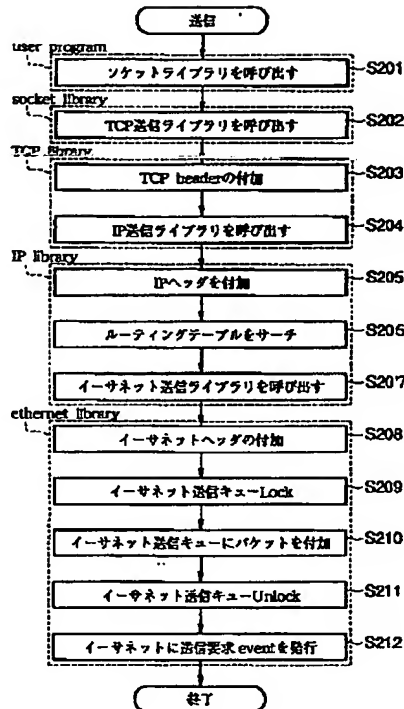 送信
user program
ソケットライブラリを呼び出す
S201
socket library
TCP送信ライブラリを呼び出す
S202
TCP library
TCP headerの付加
S203
IP送信ライブラリを呼び出す
S204
IP library
IPヘッダを付加
S205
ルーティングテーブルをサーチ
S206
イーサネット送信ライブラリを呼び出す
S207
ethernet library
イーサネットヘッダの付加
S208
イーサネット送信キューLock
S209
イーサネット送信キューにパケットを付加
S210
イーサネット送信キューUnlock
S211
イーサネットに送信要求eventを発行
S212
終了